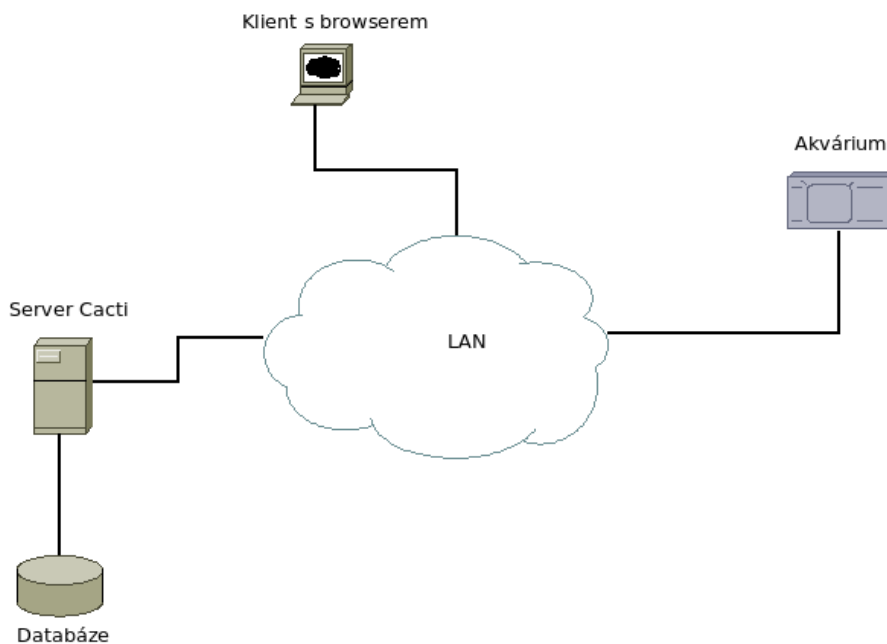 Klient s browserem
Akvárium
Server Cacti
LAN
Databáze